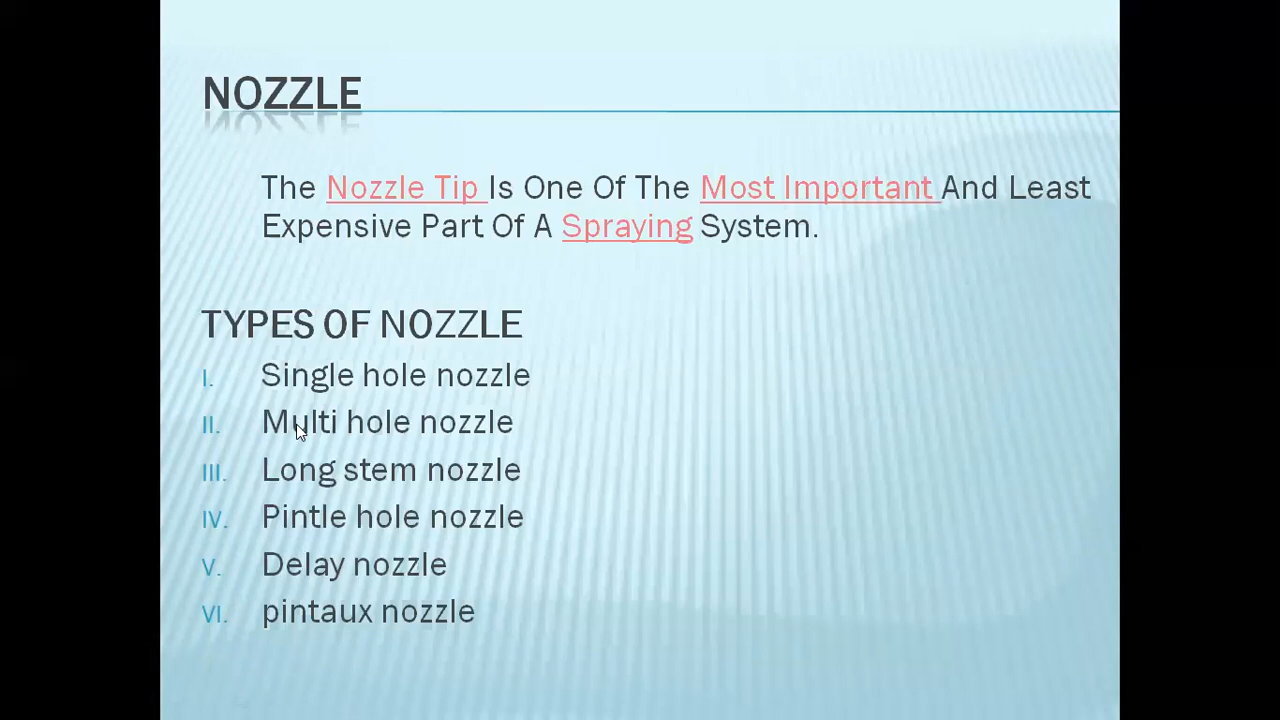 NOZZLE
The Nozzle Tip Is One Of The Most Important And Least
Expensive Part Of A Spraying System.
TYPES OF NOZZLE
I. Single hole nozzle
II. Multi hole nozzle
III. Long stem nozzle
IV. Pintle hole nozzle
V. Delay nozzle
VI. pintaux nozzle